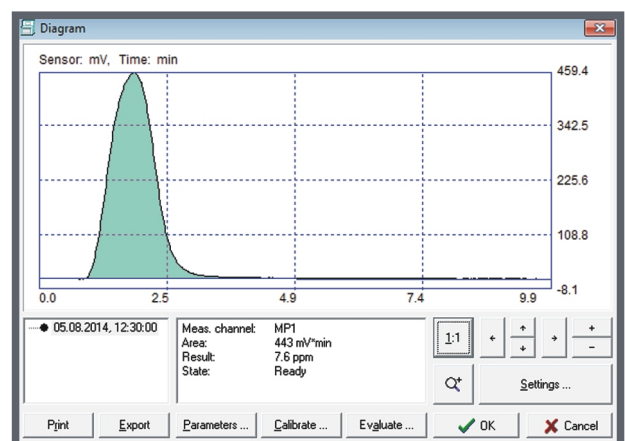 Diagram
Sensor: mV, Time: min
459.4
342.5
225.6
108.8
-8.1
0.0 2.5 4.9 7.4 9.9
05.08.2014, 12:30:00
Meas. channel: MP1
Area: 443 mV*min
Result: 7.6 ppm
State: Ready
1:1
Settings ...
Print Export Parameters ... Calibrate ... Evaluate ... OK Cancel